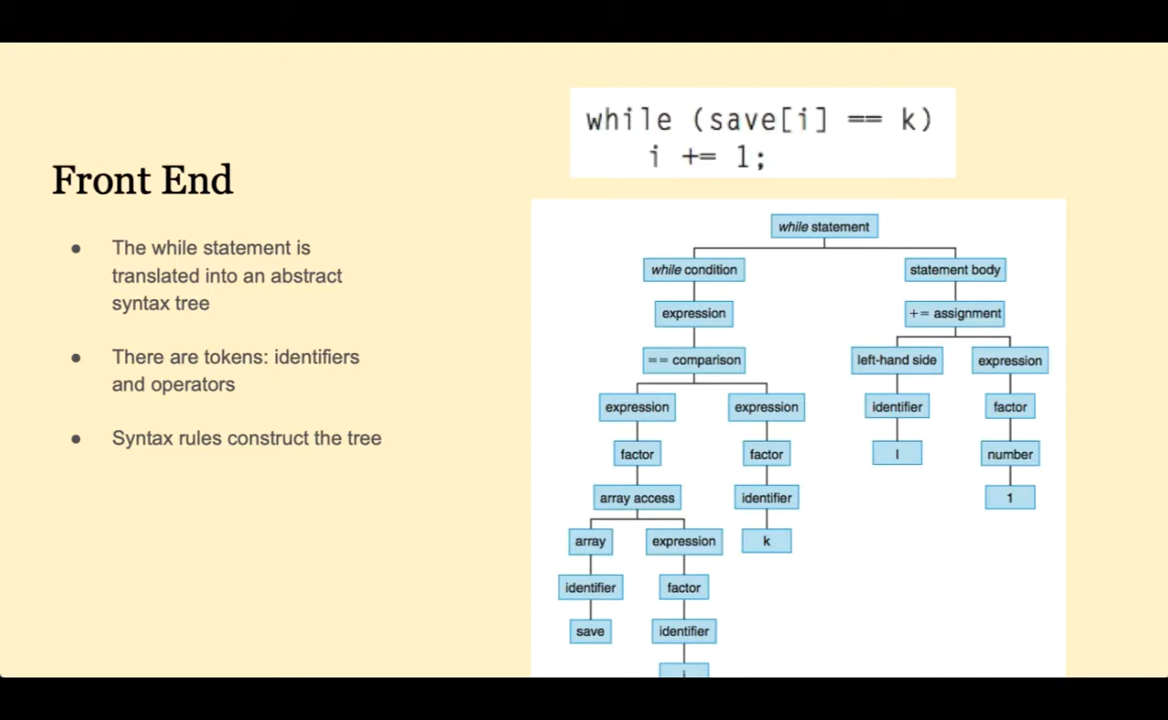 while (save[i] == k)
i += 1;
Front End
The while statement is
translated into an abstract
syntax tree
There are tokens: identifiers
and operators
Syntax rules construct the tree
while statement
while condition
statement body
expression
+= assignment
== comparison
left-hand side
expression
expression
expression
identifier
factor
factor
factor
I
number
array access
identifier
1
array
expression
k
identifier
factor
save
identifier